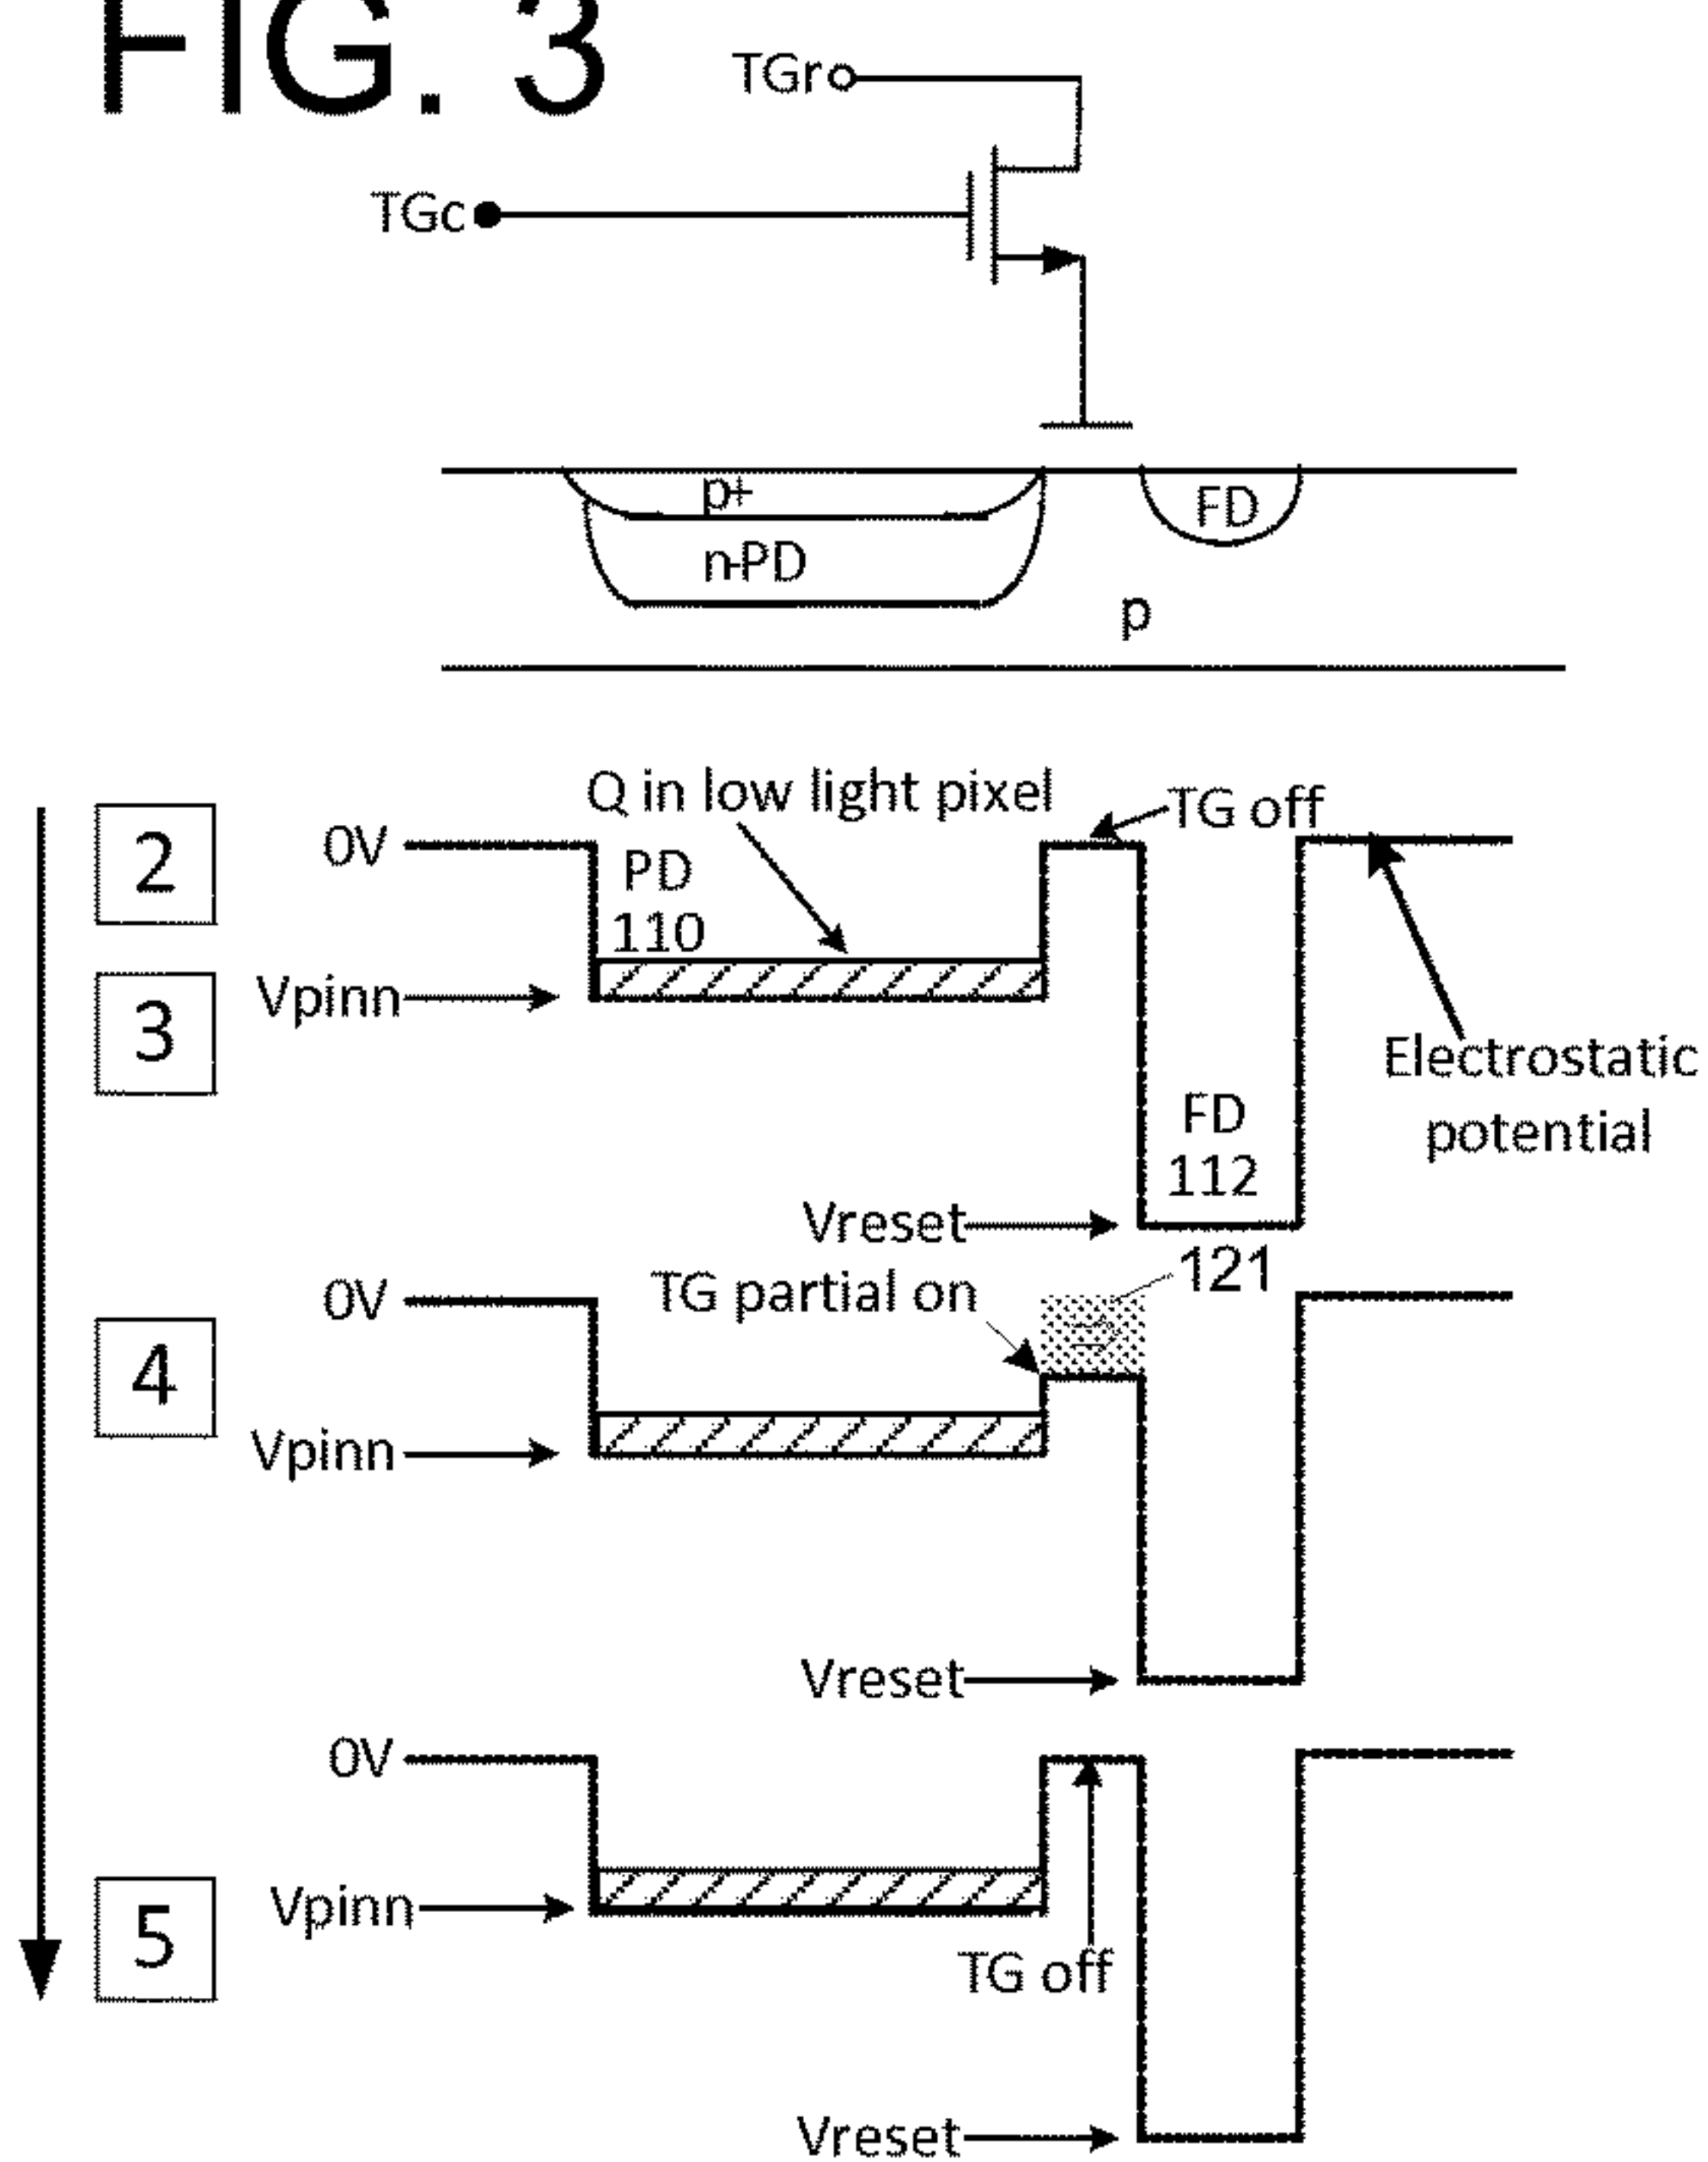 FIG. 3
TGr
TGc
p+
FD
n-PD
p
Q in low light pixel
TG off
2
0V
PD
110
3
Vpinn
Electrostatic
potential
FD
112
Vreset
121
TG partial on
0V
4
Vpinn
Vreset
0V
5
Vpinn
TG off
Vreset